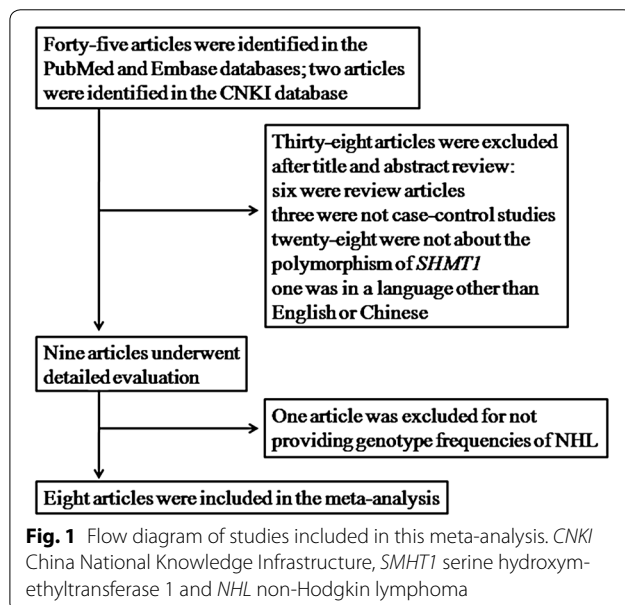 Forty-five articles were identified in the
PubMed and Embase databases; two articles
were identified in the CNKI database
Thirty-eight articles were excluded
after title and abstract review:
six were review articles
three were not case-control studies
twenty-eight were not about the
polymorphism of SHMT1
one was in a language other than
English or Chinese
Nine articles underwent
detailed evaluation
One article was excluded for not
providing genotype frequencies of NHL
Eight articles were included in the meta-analysis
Fig. 1 Flow diagram of studies included in this meta-analysis. CNKI
China National Knowledge Infrastructure, SMHT1 serine hydroxym-
ethyltransferase 1 and NHL non-Hodgkin lymphoma